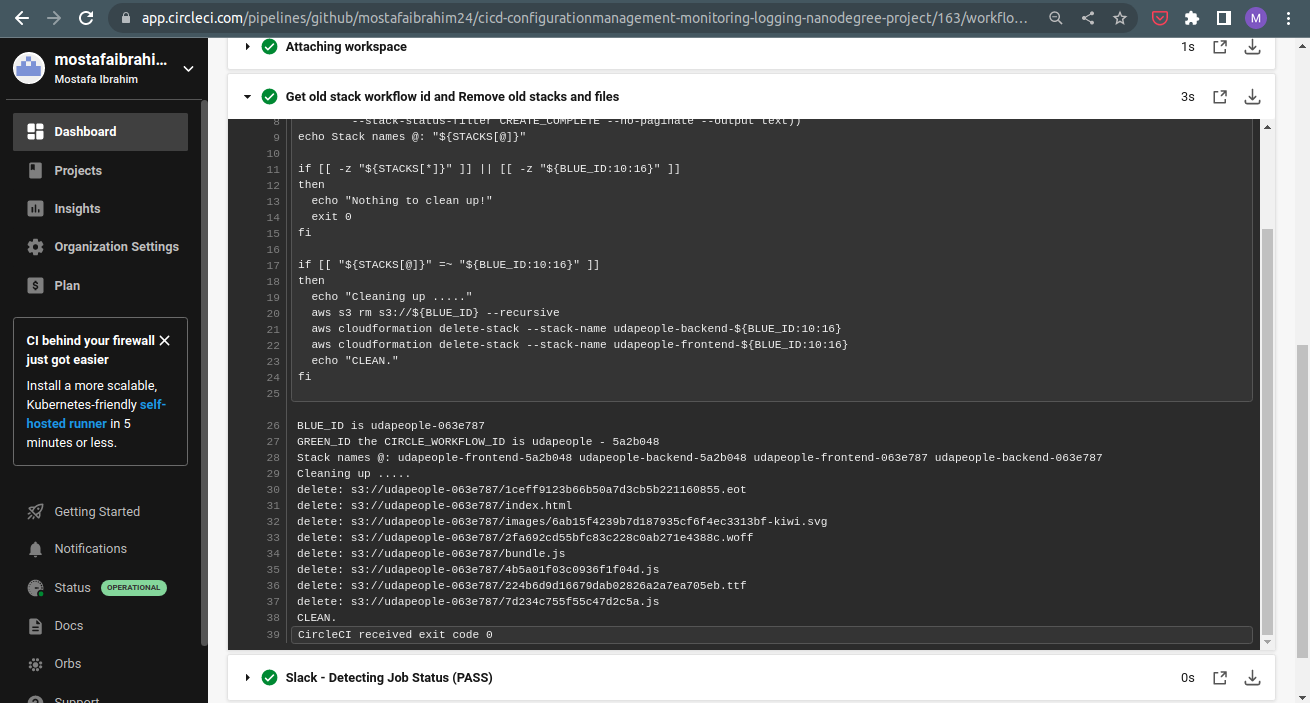 app.circleci.com/pipelines/github/mostafaibrahim24/cicd-configurationmanagement-monitoring-logging-nanodegree-project/163/workflo...
M
mostafaibrahi...
Mostafa Ibrahim
Dashboard
Projects
Insights
Organization Settings
Plan
CI behind your firewall
just got easier
Install a more scalable,
Kubernetes-friendly self-
hosted runner in 5
minutes or less.
Getting Started
Notifications
Status OPERATIONAL
Docs
Orbs
Support
Attaching workspace 1s
Get old stack workflow id and Remove old stacks and files 3s
8 --stack-status-filter CREATE_COMPLETE --no-paginate --output text))
9 echo Stack names @: "${STACKS[@]}"
10
11 if [[ -z "${STACKS[*]}" ]] || [[ -z "${BLUE_ID:10:16}" ]]
12 then
13 echo "Nothing to clean up!"
14 exit 0
15 fi
16
17 if [[ "${STACKS[@]}" =~ "${BLUE_ID:10:16}" ]]
18 then
19 echo "Cleaning up ....."
20 aws s3 rm s3://${BLUE_ID} --recursive
21 aws cloudformation delete-stack --stack-name udapeople-backend-${BLUE_ID:10:16}
22 aws cloudformation delete-stack --stack-name udapeople-frontend-${BLUE_ID:10:16}
23 echo "CLEAN."
24 fi
25
26 BLUE_ID is udapeople-063e787
27 GREEN_ID the CIRCLE_WORKFLOW_ID is udapeople - 5a2b048
28 Stack names @: udapeople-frontend-5a2b048 udapeople-backend-5a2b048 udapeople-frontend-063e787 udapeople-backend-063e787
29 Cleaning up .....
30 delete: s3://udapeople-063e787/1ceff9123b66b50a7d3cb5b221160855.eot
31 delete: s3://udapeople-063e787/index.html
32 delete: s3://udapeople-063e787/images/6ab15f4239b7d187935cf6f4ec3313bf-kiwi.svg
33 delete: s3://udapeople-063e787/2fa692cd55bfc83c228c0ab271e4388c.woff
34 delete: s3://udapeople-063e787/bundle.js
35 delete: s3://udapeople-063e787/4b5a01f03c0936f1f04d.js
36 delete: s3://udapeople-063e787/224b6d9d16679dab02826a2a7ea705eb.ttf
37 delete: s3://udapeople-063e787/7d234c755f55c47d2c5a.js
38 CLEAN.
39 CircleCI received exit code 0
Slack - Detecting Job Status (PASS) 0s